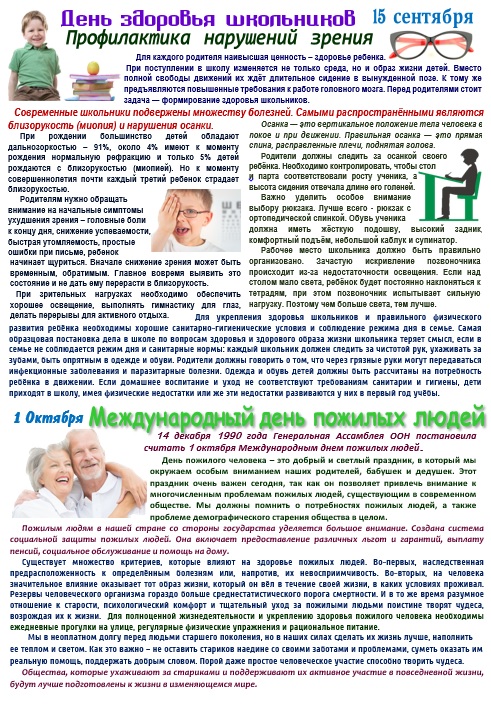 День здоровья школьников 15 сентября
Профилактика нарушений зрения
Для каждого родителя наивысшая ценность – здоровье ребенка.
При поступлении в школу изменяется не только среда, но и образ жизни детей. Вместо
полной свободы движений их ждёт длительное сидение в вынужденной позе. К тому же
предъявляются повышенные требования к работе головного мозга. Перед родителями стоит
задача — формирование здоровья школьников.
Современные школьники подвержены множеству болезней. Самыми распространёнными являются
близорукость (миопия) и нарушения осанки.
При рождении большинство детей обладают
дальнозоркостью – 91%, около 4% имеют к моменту
рождения нормальную рефракцию и только 5% детей
рождаются с близорукостью (миопией). Но к моменту
совершеннолетия почти каждый третий ребенок страдает
близорукостью.
Родителям нужно обращать
внимание на начальные симптомы
ухудшения зрения – головные боли
к концу дня, снижение успеваемости,
быстрая утомляемость, простые
ошибки при письме, ребенок
начинает щуриться. Вначале снижение зрения может быть
временным, обратимым. Главное вовремя выявить это
состояние и не дать ему перерасти в близорукость.
При зрительных нагрузках необходимо обеспечить
хорошее освещение, выполнять гимнастику для глаз,
делать перерывы для активного отдыха.
Осанка — это вертикальное положение тела человека в
покое и при движении. Правильная осанка — это прямая
спина, расправленные плечи, поднятая голова.
Родители должны следить за осанкой своего
ребёнка. Необходимо контролировать, чтобы стол
и парта соответствовали росту ученика, а
высота сидения отвечала длине его голеней.
Важно уделить особое внимание
выбору рюкзака. Лучше всего - рюкзак с
ортопедической спинкой. Обувь ученика
должна иметь жёсткую подошву, высокий задник,
комфортный подъём, небольшой каблук и супинатор.
Рабочее место школьника должно быть правильно
организовано. Зачастую искривление позвоночника
происходит из-за недостаточности освещения. Если над
столом мало света, ребёнок будет постоянно наклоняться к
тетрадям, при этом позвоночник испытывает сильную
нагрузку. Поэтому чем больше света, тем лучше.
Для укрепления здоровья школьников и правильного физического
развития ребёнка необходимы хорошие санитарно-гигиенические условия и соблюдение режима дня в семье. Самая
образцовая постановка дела в школе по вопросам здоровья и здорового образа жизни школьника теряет смысл, если в
семье не соблюдается режим дня и санитарные нормы: каждый школьник должен следить за чистотой рук, ухаживать за
зубами, быть опрятным в одежде и обуви. Родители должны говорить о том, что через грязные руки могут передаваться
инфекционные заболевания и паразитарные болезни. Одежда и обувь детей должны быть рассчитаны на потребность
ребёнка в движении. Если домашнее воспитание и уход не соответствуют требованиям санитарии и гигиены, дети
приходят в школу, имея физические недостатки или же эти недостатки развиваются у них в первый год учёбы.
1 Октября Международный день пожилых людей
14 декабря 1990 года Генеральная Ассамблея ООН постановила
считать 1 октября Международным днем пожилых людей.
День пожилого человека – это добрый и светлый праздник, в который мы
окружаем особым вниманием наших родителей, бабушек и дедушек. Этот
праздник очень важен сегодня, так как он позволяет привлечь внимание к
многочисленным проблемам пожилых людей, существующим в современном
обществе. Мы должны помнить о потребностях пожилых людей, а также
проблеме демографического старения общества в целом.
Пожилым людям в нашей стране со стороны государства уделяется большое внимание. Создана система
социальной защиты пожилых людей. Она включает предоставление различных льгот и гарантий, выплату
пенсий, социальное обслуживание и помощь на дому.
Существует множество критериев, которые влияют на здоровье пожилых людей. Во-первых, наследственная
предрасположенность к определённым болезням или, напротив, их невосприимчивость. Во-вторых, на человека
значительное влияние оказывает тот образ жизни, который он вёл в течение своей жизни, в каких условиях проживал.
Резервы человеческого организма гораздо больше среднестатистического порога смертности. И в то же время разумное
отношение к старости, психологический комфорт и тщательный уход за пожилыми людьми поистине творят чудеса,
возрождая их к жизни. Для полноценной жизнедеятельности и укреплению здоровья пожилого человека необходимы
ежедневные прогулки на улице, регулярные физические упражнения и рациональное питание.
Мы в неоплатном долгу перед людьми старшего поколения, но в наших силах сделать их жизнь лучше, наполнить
ее теплом и светом. Как это важно – не оставить стариков наедине со своими заботами и проблемами, суметь оказать им
реальную помощь, поддержать добрым словом. Порой даже простое человеческое участие способно творить чудеса.
Общества, которые ухаживают за стариками и поддерживают их активное участие в повседневной жизни,
будут лучше подготовлены к жизни в изменяющемся мире.